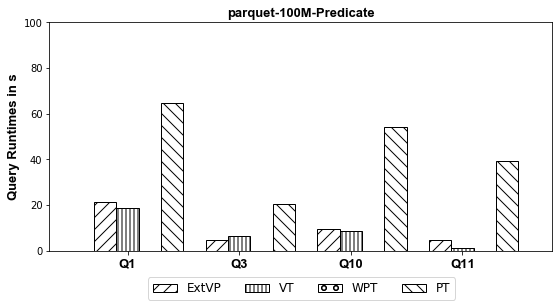 parquet-100M-Predicate
Query Runtimes in s
100
80
60
40
20
0
Q1 Q3 Q10 Q11
ExtVP VT WPT PT